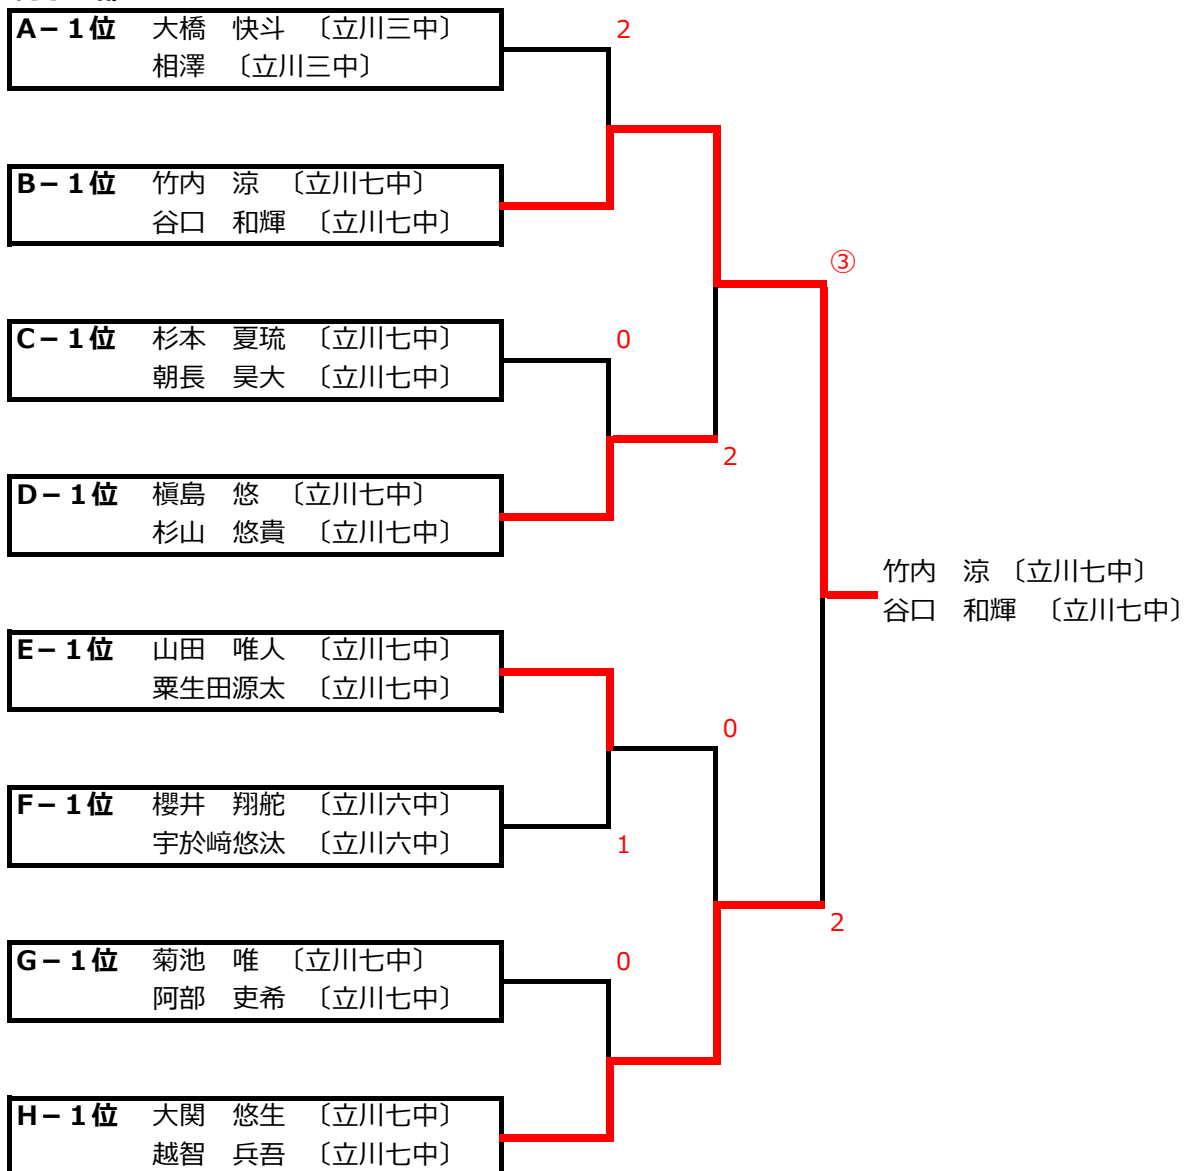 A－1位 大橋　快斗 〔立川三中〕 2
相澤 〔立川三中〕
B－1位 竹内　涼 〔立川七中〕
谷口　和輝 〔立川七中〕
③
C－1位 杉本　夏琉 〔立川七中〕 0
朝長　昊大 〔立川七中〕
2
D－1位 槇島　悠 〔立川七中〕
杉山　悠貴 〔立川七中〕
竹内　涼 〔立川七中〕
谷口　和輝 〔立川七中〕
E－1位 山田　唯人 〔立川七中〕
粟生田源太 〔立川七中〕
0
F－1位 櫻井　翔舵 〔立川六中〕
宇於﨑悠汰 〔立川六中〕 1
2
G－1位 菊池　唯 〔立川七中〕 0
阿部　吏希 〔立川七中〕
H－1位 大関　悠生 〔立川七中〕
越智　兵吾 〔立川七中〕